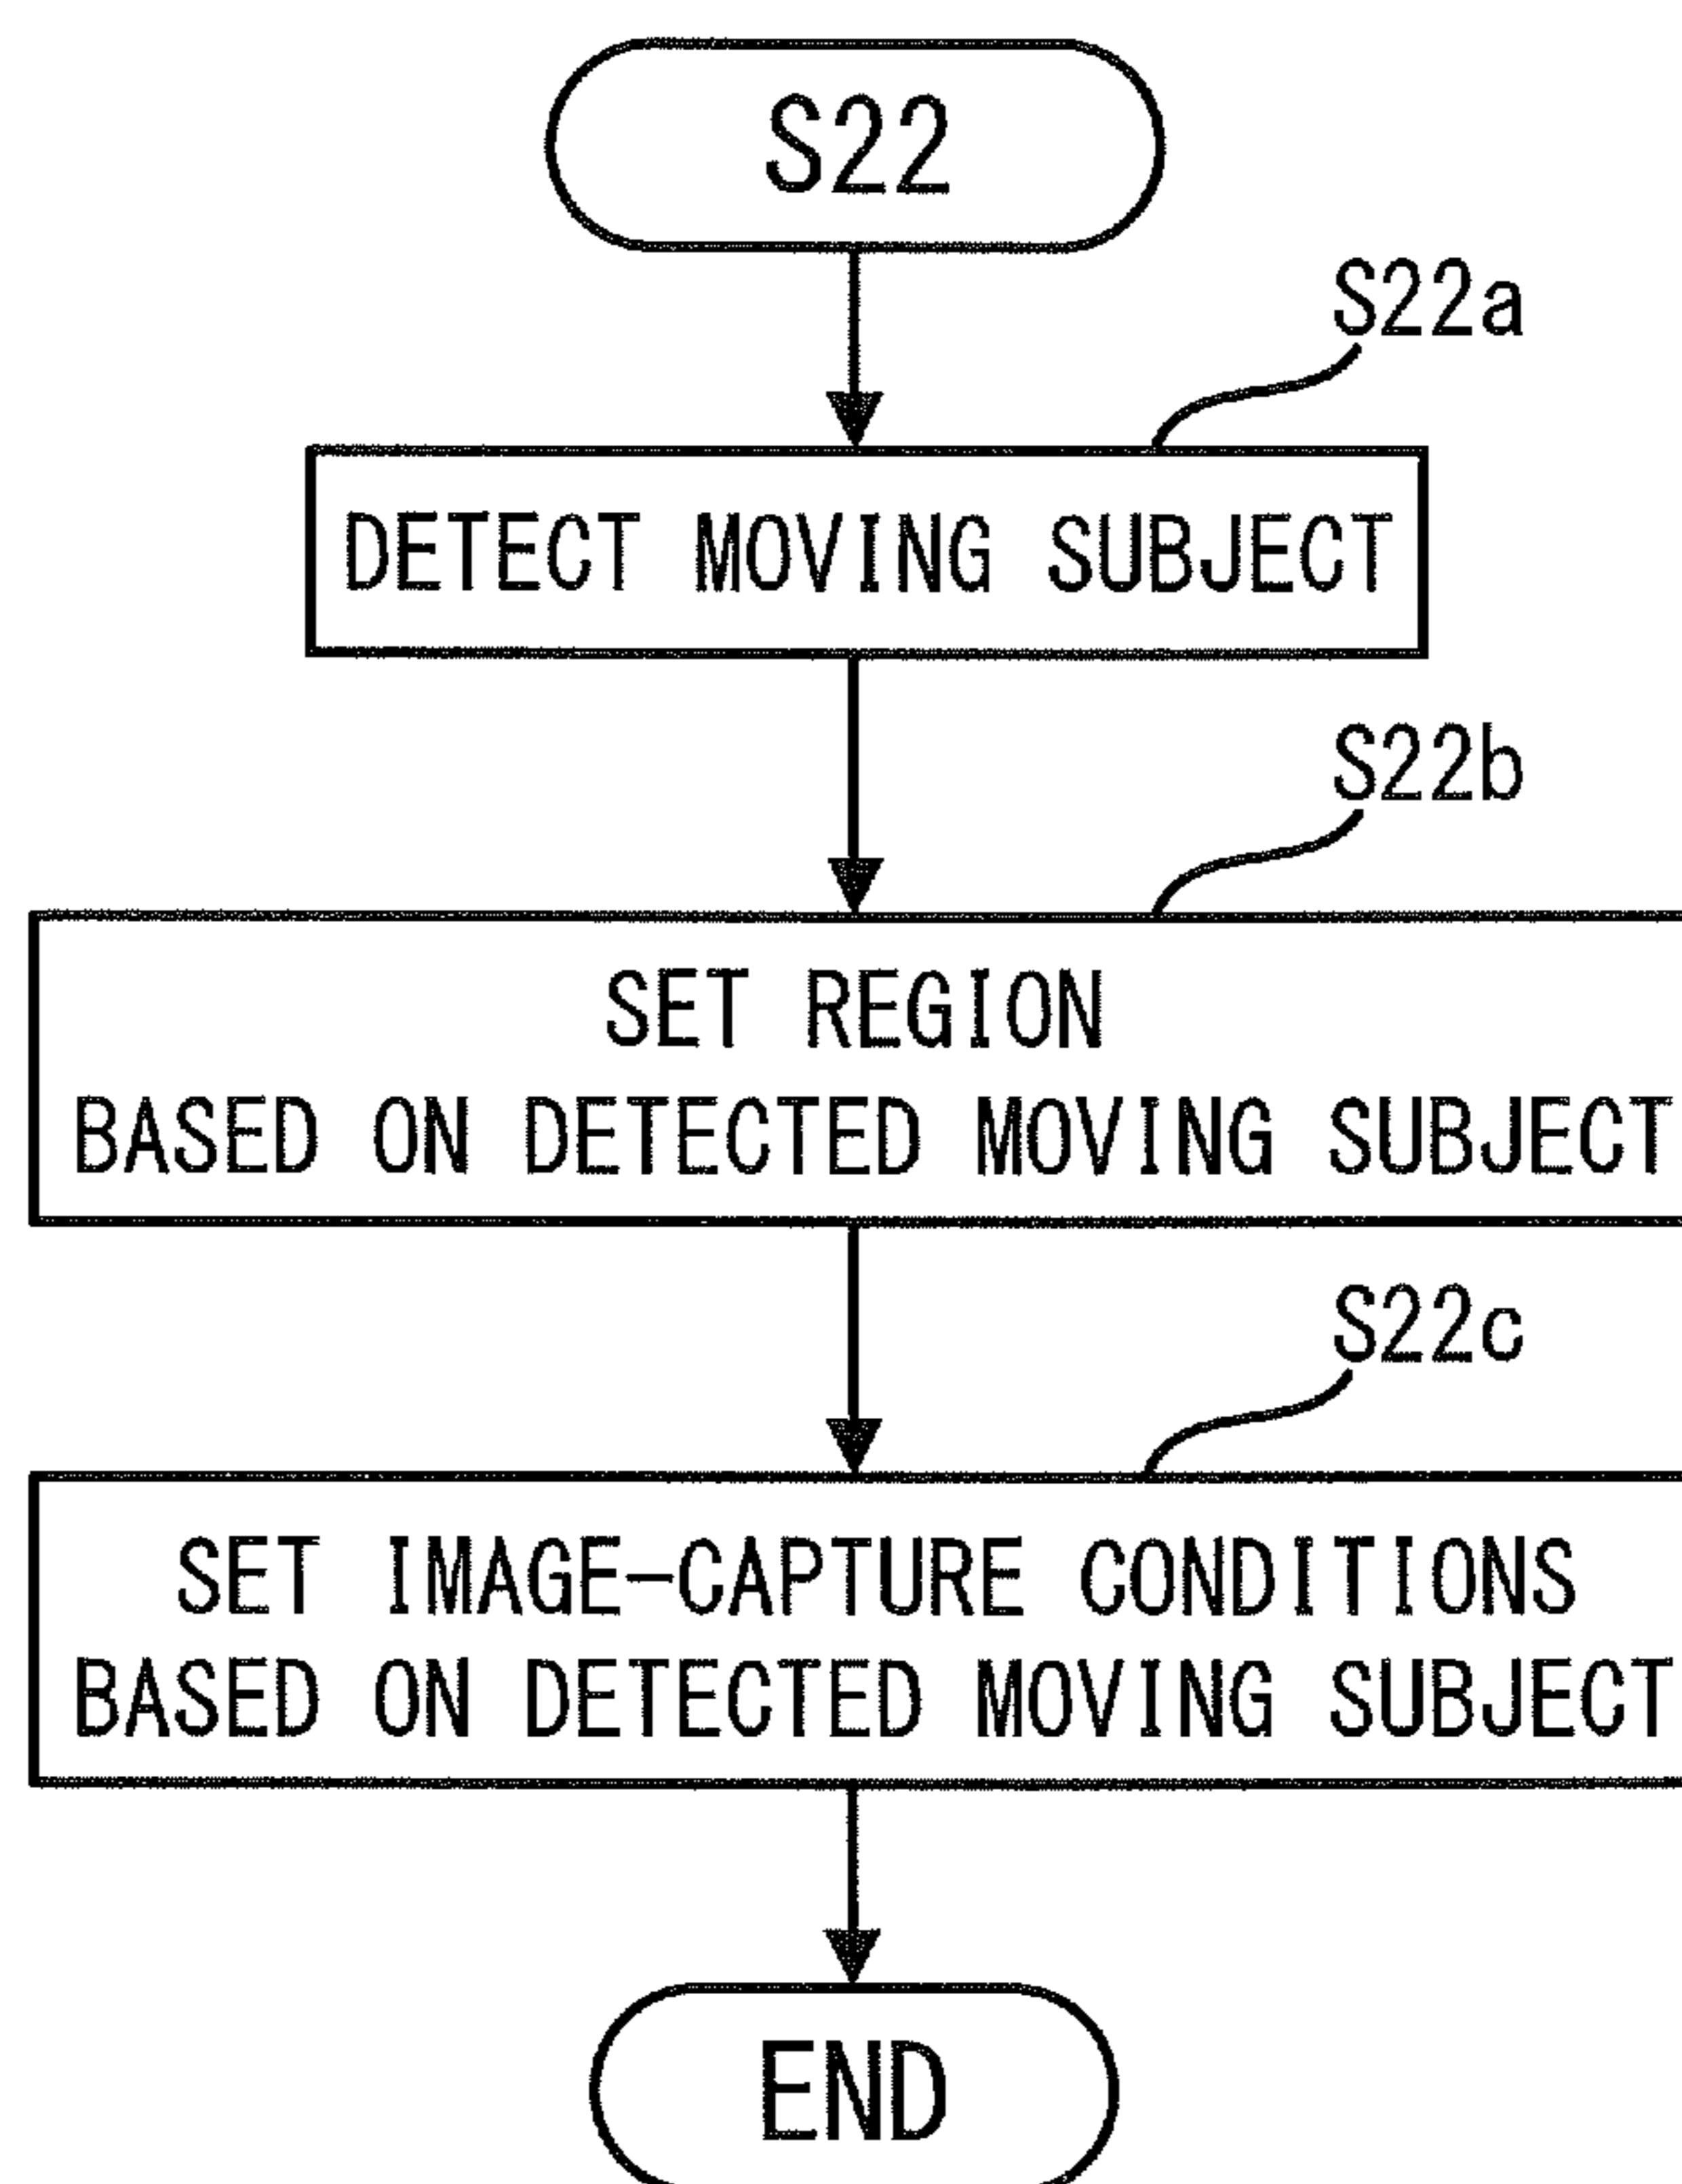 S22
S22a
DETECT MOVING SUBJECT
S22b
SET REGION
BASED ON DETECTED MOVING SUBJECT
S22c
SET IMAGE-CAPTURE CONDITIONS
BASED ON DETECTED MOVING SUBJECT
END